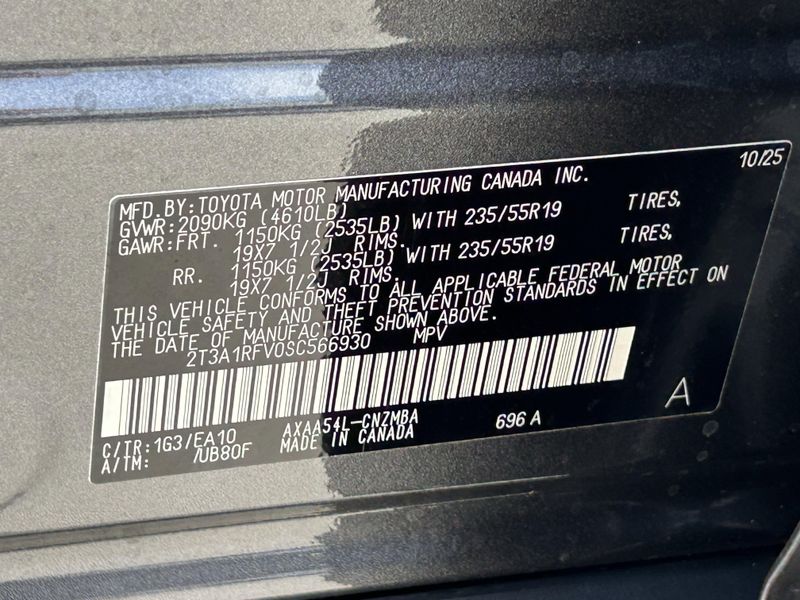 10/25
MFD.BY:TOYOTA MOTOR MANUFACTURING CANADA INC.
GVWR:2090KG (4610LB)
GAWR:FRT. 1150KG (2535LB) WITH 235/55R19 TIRES,
19X7 1/2J RIMS.
RR. 1150KG (2535LB) WITH 235/55R19 TIRES,
19X7 1/2J RIMS.
THIS VEHICLE CONFORMS TO ALL APPLICABLE FEDERAL MOTOR
VEHICLE SAFETY AND THEFT PREVENTION STANDARDS IN EFFECT ON
THE DATE OF MANUFACTURE SHOWN ABOVE.
2T3A1RFV0SC566930 MPV
C/TR:1G3/EA10 AXAA54L-CNZMBA 696 A A
A/TM: /UB80F MADE IN CANADA